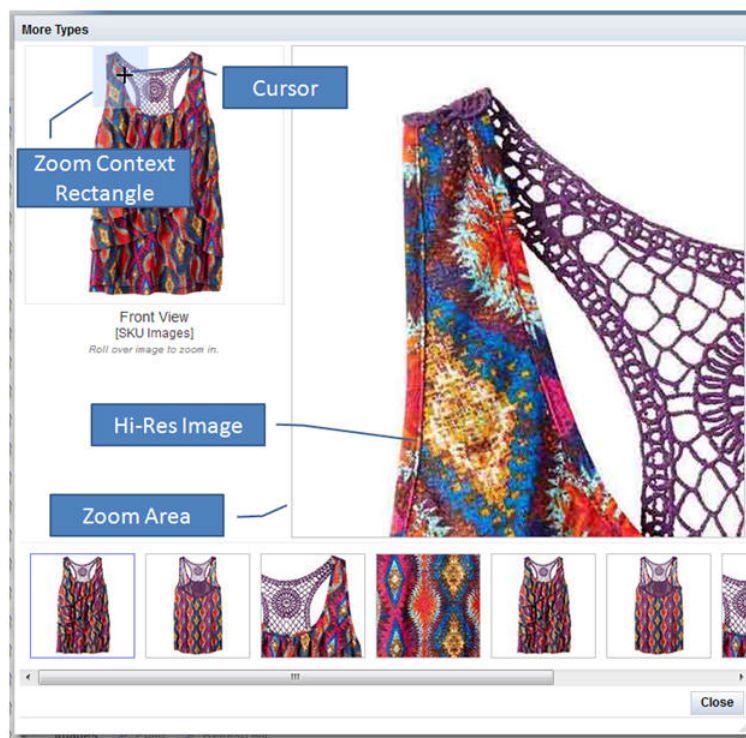 More Types
Cursor
Zoom Context
Rectangle
Front View
[SKU Images]
Roll over image to zoom in.
Hi-Res Image
Zoom Area
Close